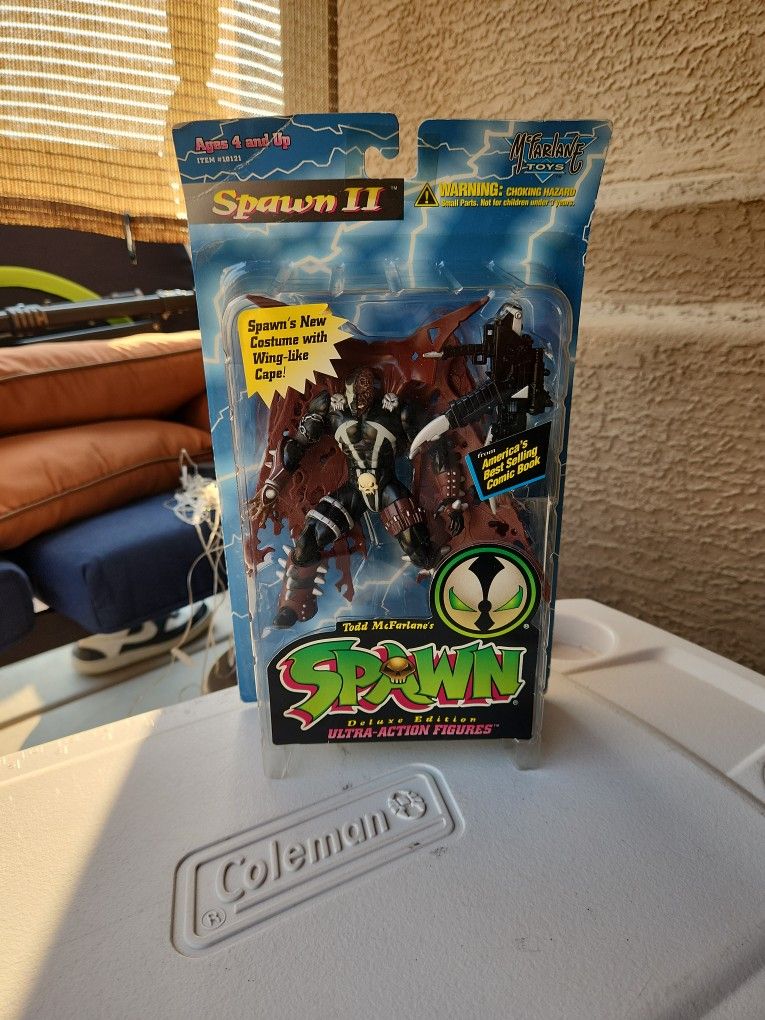 Ages 4 and Up
ITEM #10121
McFARLANE
TOYS
Spawn II™
WARNING: CHOKING HAZARD
Small Parts. Not for children under 3 years.
Spawn's New
Costume with
Wing-like
Cape!
from
America's
Best Selling
Comic Book
Todd McFarlane's
SPAWN®
Deluxe Edition
ULTRA-ACTION FIGURES™
Coleman
®